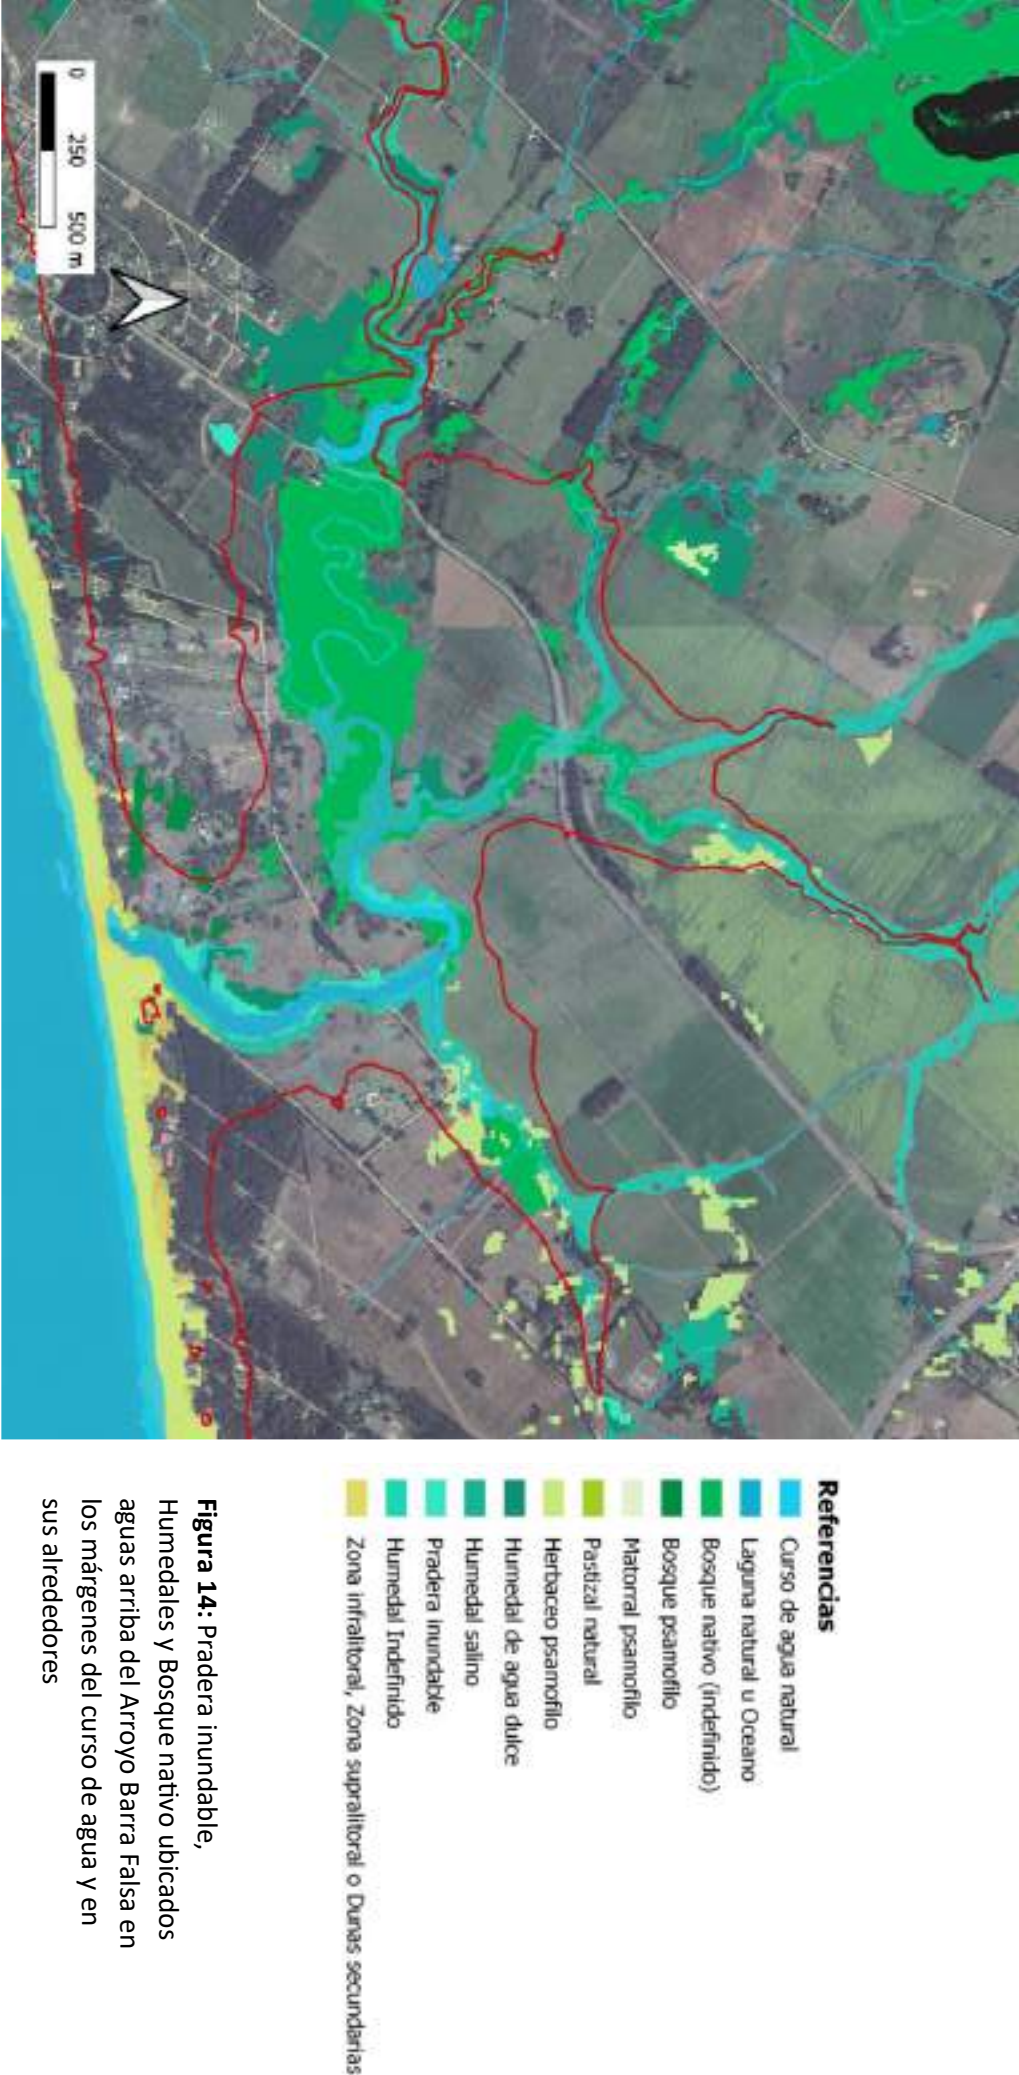 0 250 500 m
Referencias
Curso de agua natural
Laguna natural u Oceano
Bosque nativo (indefinido)
Bosque psamofilo
Matorral psamofilo
Pastizal natural
Herbaceo psamofilo
Humedal de agua dulce
Humedal salino
Pradera inundable
Humedal Indefinido
Zona infralitoral, Zona supralitoral o Dunas secundarias
Figura 14: Pradera inundable,
Humedales y Bosque nativo ubicados
aguas arriba del Arroyo Barra Falsa en
los márgenes del curso de agua y en
sus alrededores